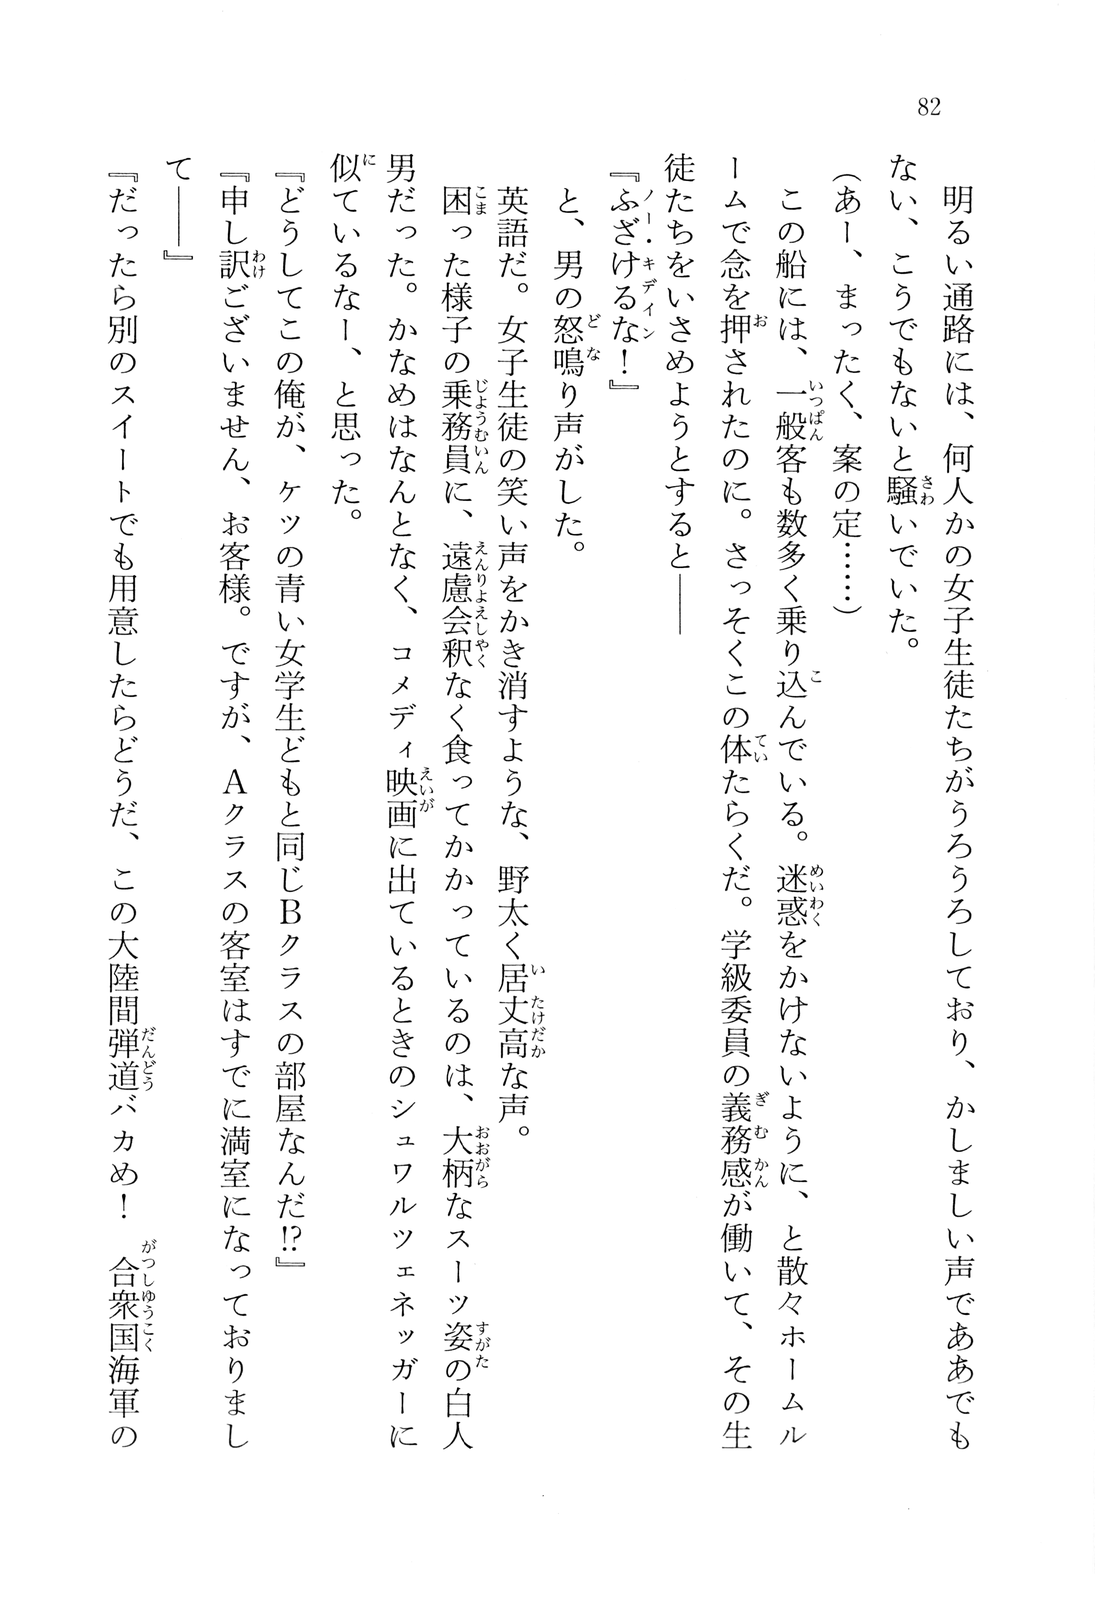 82
明るい通路には、何人かの女子生徒たちがうろうろしており、かしましい声でああでも
ない、こうでもないと騒いでいた。
（あー、まったく、案の定……）
この船には、一般客も数多く乗り込んでいる。迷惑をかけないように、と散々ホームル
ームで念を押されたのに。さっそくこの体たらくだ。学級委員の義務感が働いて、その生
徒たちをいさめようとすると――
『ふざけるな！』
と、男の怒鳴り声がした。
英語だ。女子生徒の笑い声をかき消すような、野太く居丈高な声。
困った様子の乗務員に、遠慮会釈なく食ってかかっているのは、大柄なスーツ姿の白人
男だった。かなめはなんとなく、コメディ映画に出ているときのシュワルツェネッガーに
似ているなー、と思った。
『どうしてこの俺が、ケツの青い女学生どもと同じＢクラスの部屋なんだ!?』
『申し訳ございません、お客様。ですが、Ａクラスの客室はすでに満室になっておりまし
て――』
『だったら別のスイートでも用意したらどうだ、この大陸間弾道バカめ！　合衆国海軍の